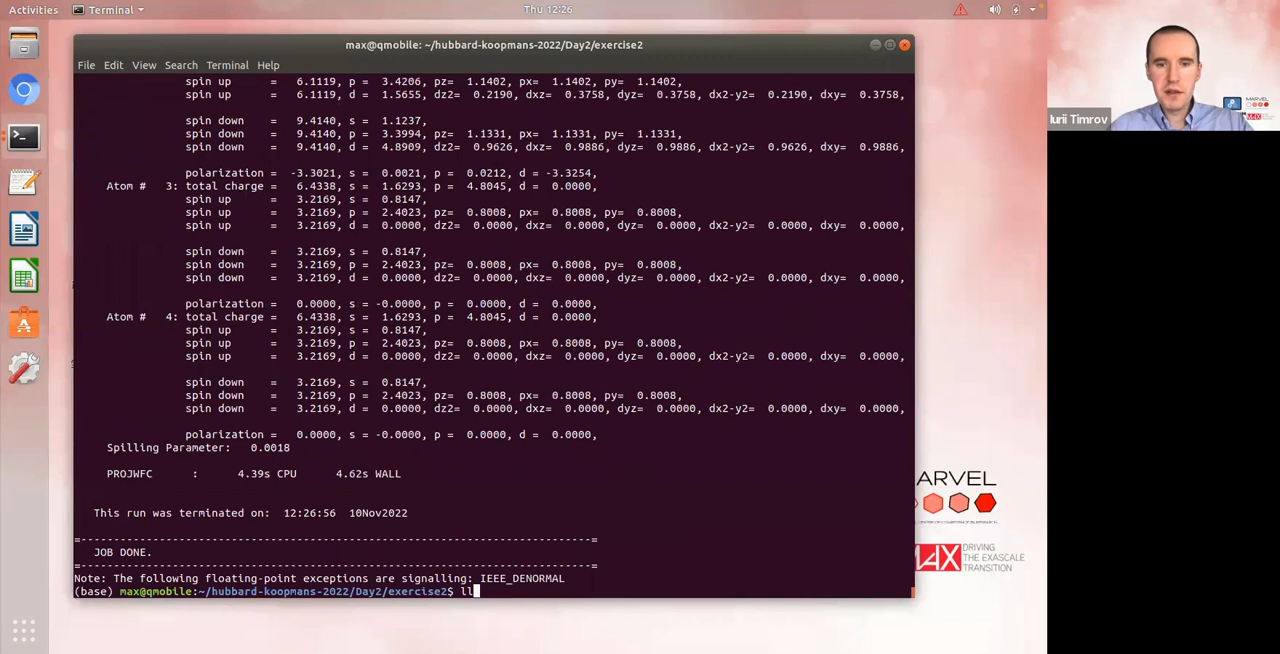 Activities
Terminal
Thu 12:26
max@qmobile: ~/hubbard-koopmans-2022/Day2/exercise2
File Edit View Search Terminal Help
spin up = 6.1119, p = 3.4206, pz= 1.1402, px= 1.1402, py= 1.1402,
spin up = 6.1119, d = 1.5655, dz2= 0.2190, dxz= 0.3758, dyz= 0.3758, dx2-y2= 0.2190, dxy= 0.3758,
spin down = 9.4140, s = 1.1237,
spin down = 9.4140, p = 3.3994, pz= 1.1331, px= 1.1331, py= 1.1331,
spin down = 9.4140, d = 4.8909, dz2= 0.9626, dxz= 0.9886, dyz= 0.9886, dx2-y2= 0.9626, dxy= 0.9886,
polarization = -3.3021, s = 0.0021, p = 0.0212, d = -3.3254,
Atom # 3: total charge = 6.4338, s = 1.6293, p = 4.8045, d = 0.0000,
spin up = 3.2169, s = 0.8147,
spin up = 3.2169, p = 2.4023, pz= 0.8008, px= 0.8008, py= 0.8008,
spin up = 3.2169, d = 0.0000, dz2= 0.0000, dxz= 0.0000, dyz= 0.0000, dx2-y2= 0.0000, dxy= 0.0000,
spin down = 3.2169, s = 0.8147,
spin down = 3.2169, p = 2.4023, pz= 0.8008, px= 0.8008, py= 0.8008,
spin down = 3.2169, d = 0.0000, dz2= 0.0000, dxz= 0.0000, dyz= 0.0000, dx2-y2= 0.0000, dxy= 0.0000,
polarization = 0.0000, s = -0.0000, p = 0.0000, d = 0.0000,
Atom # 4: total charge = 6.4338, s = 1.6293, p = 4.8045, d = 0.0000,
spin up = 3.2169, s = 0.8147,
spin up = 3.2169, p = 2.4023, pz= 0.8008, px= 0.8008, py= 0.8008,
spin up = 3.2169, d = 0.0000, dz2= 0.0000, dxz= 0.0000, dyz= 0.0000, dx2-y2= 0.0000, dxy= 0.0000,
spin down = 3.2169, s = 0.8147,
spin down = 3.2169, p = 2.4023, pz= 0.8008, px= 0.8008, py= 0.8008,
spin down = 3.2169, d = 0.0000, dz2= 0.0000, dxz= 0.0000, dyz= 0.0000, dx2-y2= 0.0000, dxy= 0.0000,
polarization = 0.0000, s = -0.0000, p = 0.0000, d = 0.0000,
Spilling Parameter: 0.0018
PROJWFC : 4.39s CPU 4.62s WALL
This run was terminated on: 12:26:56 10Nov2022
=------------------------------------------------------------------------------=
JOB DONE.
=------------------------------------------------------------------------------=
Note: The following floating-point exceptions are signalling: IEEE_DENORMAL
(base) max@qmobile:~/hubbard-koopmans-2022/Day2/exercise2$ ll
Iurii Timrov
MARVEL
ARVEL
DRIVING
THE EXASCALE
TRANSITION